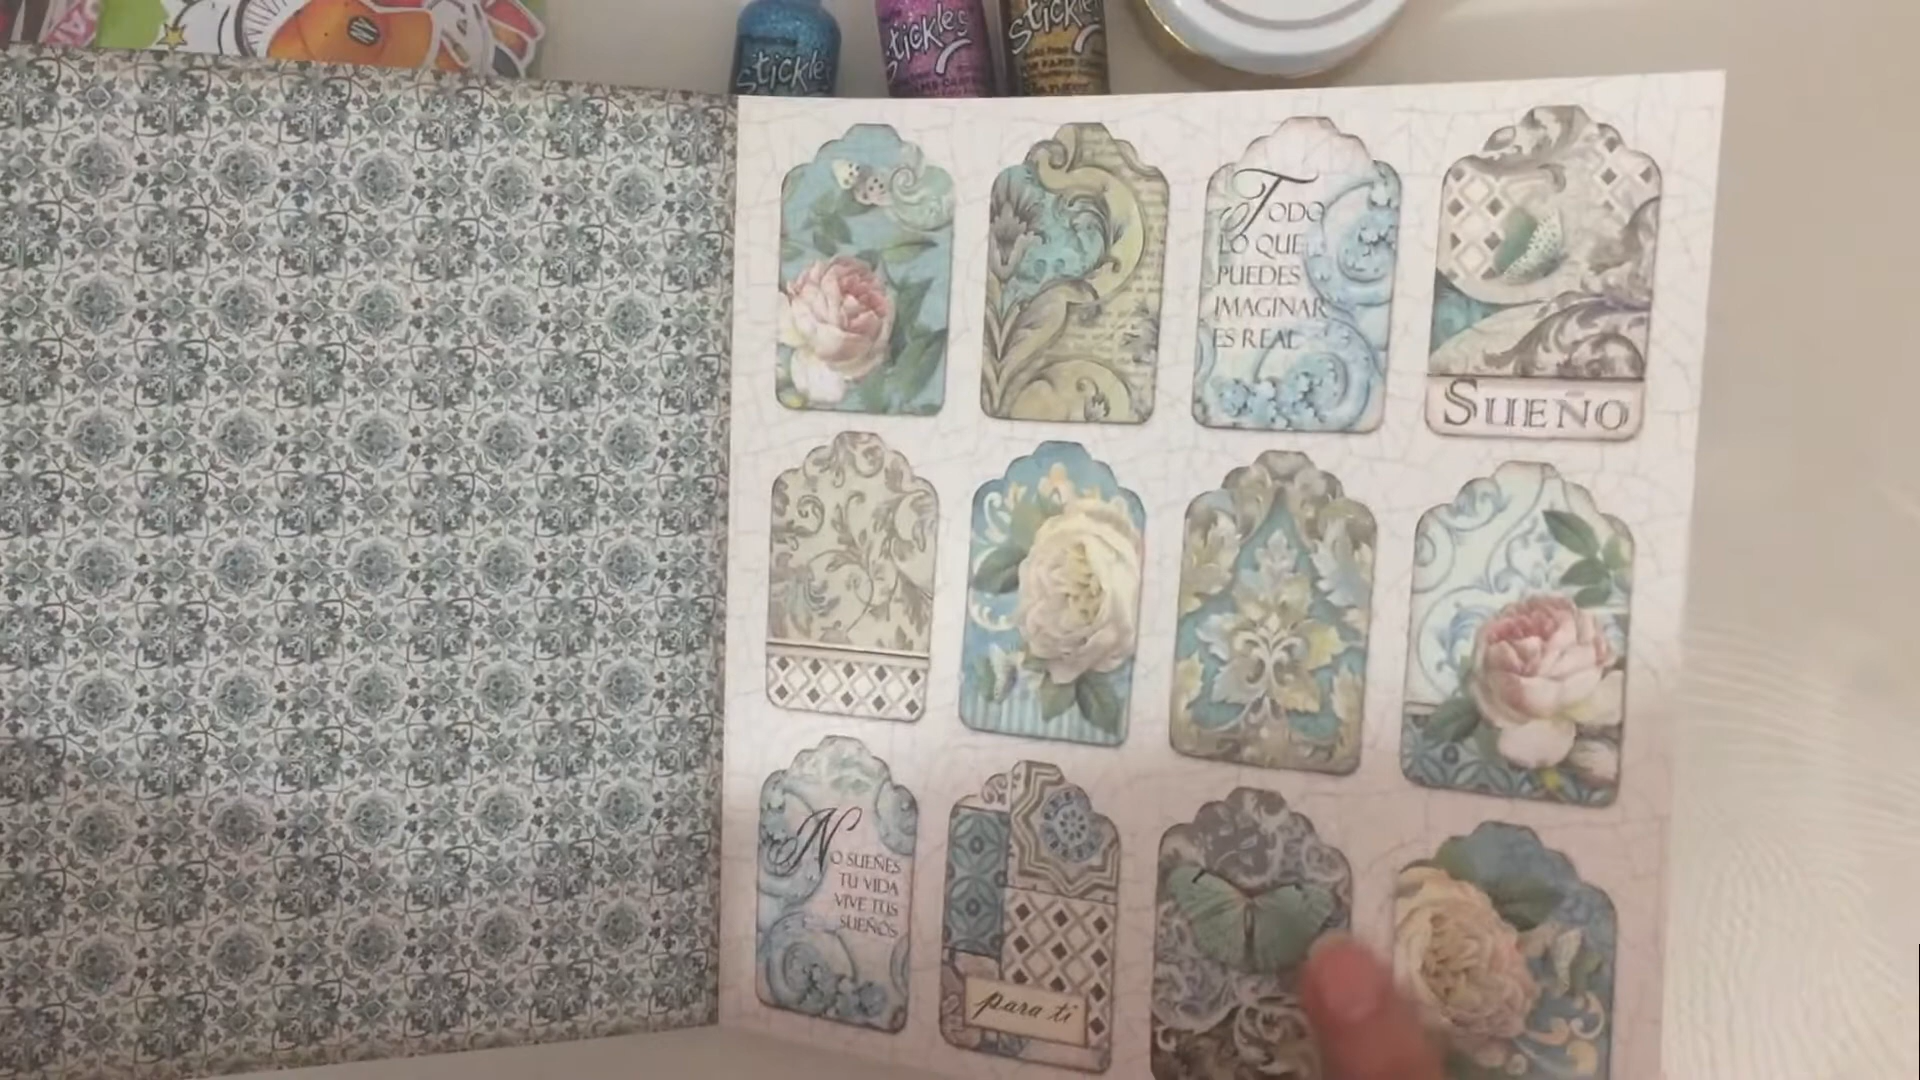 Stickles
Stickles
Stickles
TODO
LO QUE
PUEDES
IMAGINAR
ES REAL
SUEÑO
NO SUEÑES
TU VIDA
VIVE TUS
SUEÑOS
para ti